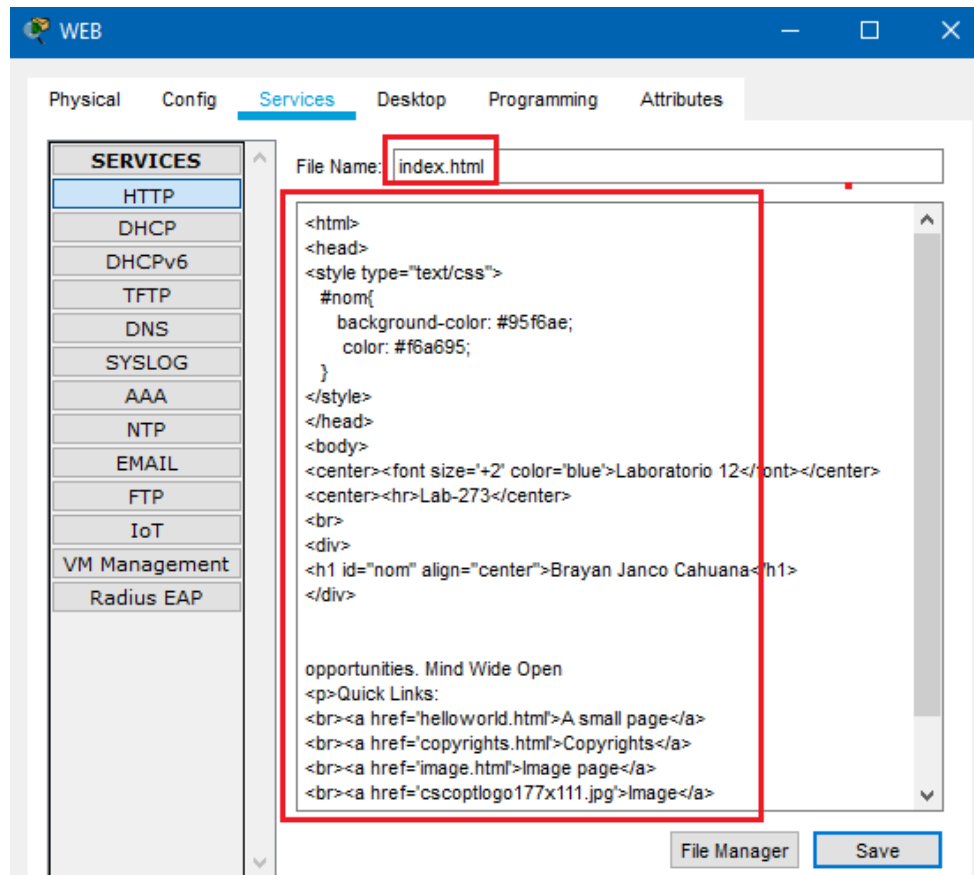 WEB
Physical Config Services Desktop Programming Attributes
SERVICES
HTTP
DHCP
DHCPv6
TFTP
DNS
SYSLOG
AAA
NTP
EMAIL
FTP
IoT
VM Management
Radius EAP
File Name: index.html
<html>
<head>
<style type="text/css">
#nom{
background-color: #95f6ae;
color: #f6a695;
}
</style>
</head>
<body>
<center><font size='+2' color='blue'>Laboratorio 12</font></center>
<center><hr>Lab-273</center>
<br>
<div>
<h1 id="nom" align="center">Brayan Janco Cahuana</h1>
</div>
opportunities. Mind Wide Open
<p>Quick Links:
<br><a href='helloworld.html'>A small page</a>
<br><a href='copyrights.html'>Copyrights</a>
<br><a href='image.html'>Image page</a>
<br><a href='cscoptlogo177x111.jpg'>Image</a>
File Manager Save